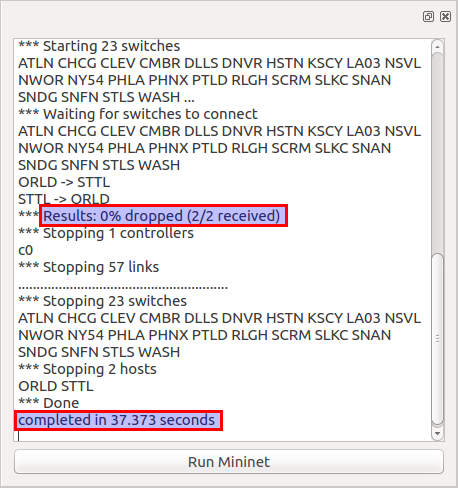 *** Starting 23 switches
ATLN CHCG CLEV CMBR DLLS DNVR HSTN KSCY LA03 NSVL
NWOR NY54 PHLA PHNX PTLD RLGH SCRM SLKC SNAN
SNDG SNFN STLS WASH ...
*** Waiting for switches to connect
ATLN CHCG CLEV CMBR DLLS DNVR HSTN KSCY LA03 NSVL
NWOR NY54 PHLA PHNX PTLD RLGH SCRM SLKC SNAN
SNDG SNFN STLS WASH
ORLD -> STTL
STTL -> ORLD
*** Results: 0% dropped (2/2 received)
*** Stopping 1 controllers
c0
*** Stopping 57 links
.........................................................
*** Stopping 23 switches
ATLN CHCG CLEV CMBR DLLS DNVR HSTN KSCY LA03 NSVL
NWOR NY54 PHLA PHNX PTLD RLGH SCRM SLKC SNAN
SNDG SNFN STLS WASH
*** Stopping 2 hosts
ORLD STTL
*** Done
completed in 37.373 seconds
Run Mininet